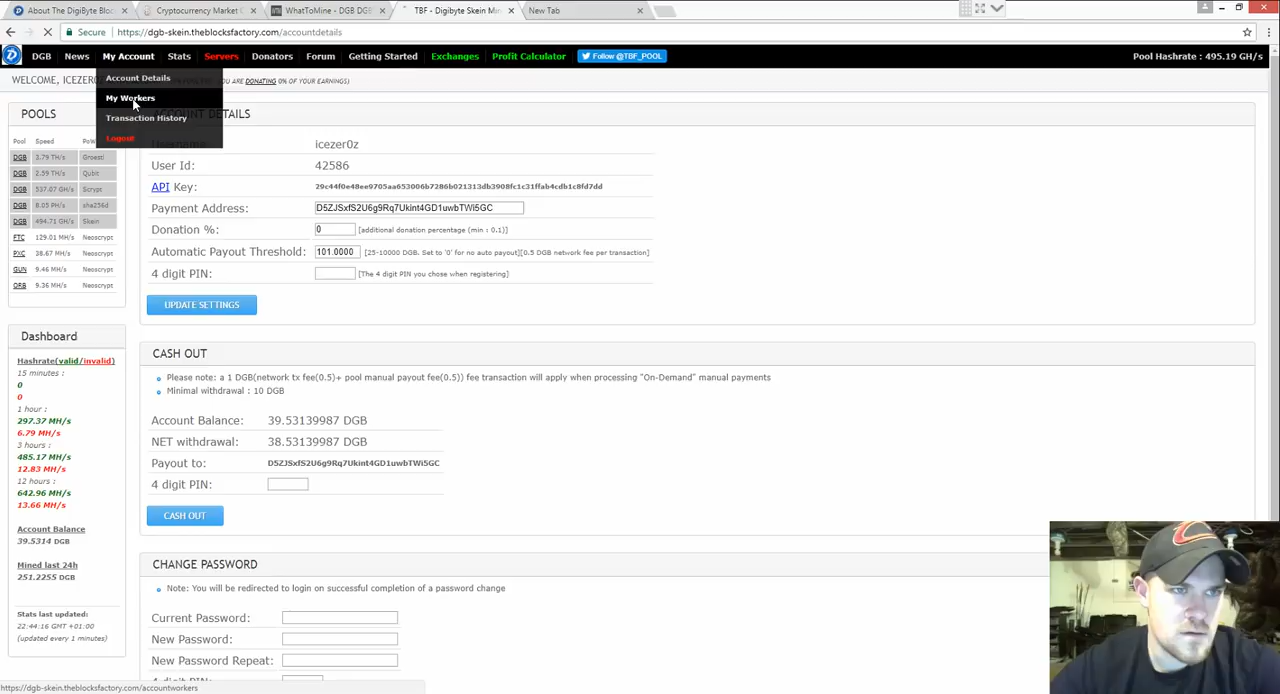 About The DigiByte Block
Cryptocurrency Market C
WhatToMine - DGB DGB
TBF - Digibyte Skein Min
New Tab
Secure
https://dgb-skein.theblocksfactory.com/accountdetails
DGB News My Account Stats Servers Donators Forum Getting Started Exchanges Profit Calculator Follow @TBF_POOL Pool Hashrate : 495.19 GH/s
WELCOME, ICEZER0
YOU ARE DONATING 0% OF YOUR EARNINGS)
Account Details
My Workers
Transaction History
Logout
POOLS
Pool Speed
DGB 3.79 TH/s Groestl
DGB 2.59 TH/s Qubit
DGB 537.07 GH/s Scrypt
DGB 8.05 PH/s sha256d
DGB 494.71 GH/s Skein
FTC 129.01 MH/s Neoscrypt
PXC 38.67 MH/s Neoscrypt
GUN 9.46 MH/s Neoscrypt
ORB 9.36 MH/s Neoscrypt
Dashboard
Hashrate(valid/invalid)
15 minutes :
0
0
1 hour :
297.37 MH/s
6.79 MH/s
3 hours :
485.17 MH/s
12.83 MH/s
12 hours :
642.96 MH/s
13.66 MH/s
Account Balance
39.5314 DGB
Mined last 24h
251.2255 DGB
Stats last updated:
22:44:16 GMT +01:00
(updated every 1 minutes)
DETAILS
icezer0z
User Id: 42586
API Key: 29c44f0e48ee9705aa653006b7286b021313db3908fc1c31ffab4cdb1c8fd7dd
Payment Address: D5ZJSxfS2U6g9Rq7Ukint4GD1uwbTWi5GC
Donation %: 0 [additional donation percentage (min : 0.1)]
Automatic Payout Threshold: 101.0000 [25-10000 DGB. Set to '0' for no auto payout][0.5 DGB network fee per transaction]
4 digit PIN: [The 4 digit PIN you chose when registering]
UPDATE SETTINGS
CASH OUT
Please note: a 1 DGB(network tx fee(0.5)+ pool manual payout fee(0.5)) fee transaction will apply when processing "On-Demand" manual payments
Minimal withdrawal : 10 DGB
Account Balance: 39.53139987 DGB
NET withdrawal: 38.53139987 DGB
Payout to: D5ZJSxfS2U6g9Rq7Ukint4GD1uwbTWi5GC
4 digit PIN:
CASH OUT
CHANGE PASSWORD
Note: You will be redirected to login on successful completion of a password change
Current Password:
New Password:
New Password Repeat:
https://dgb-skein.theblocksfactory.com/accountworkers